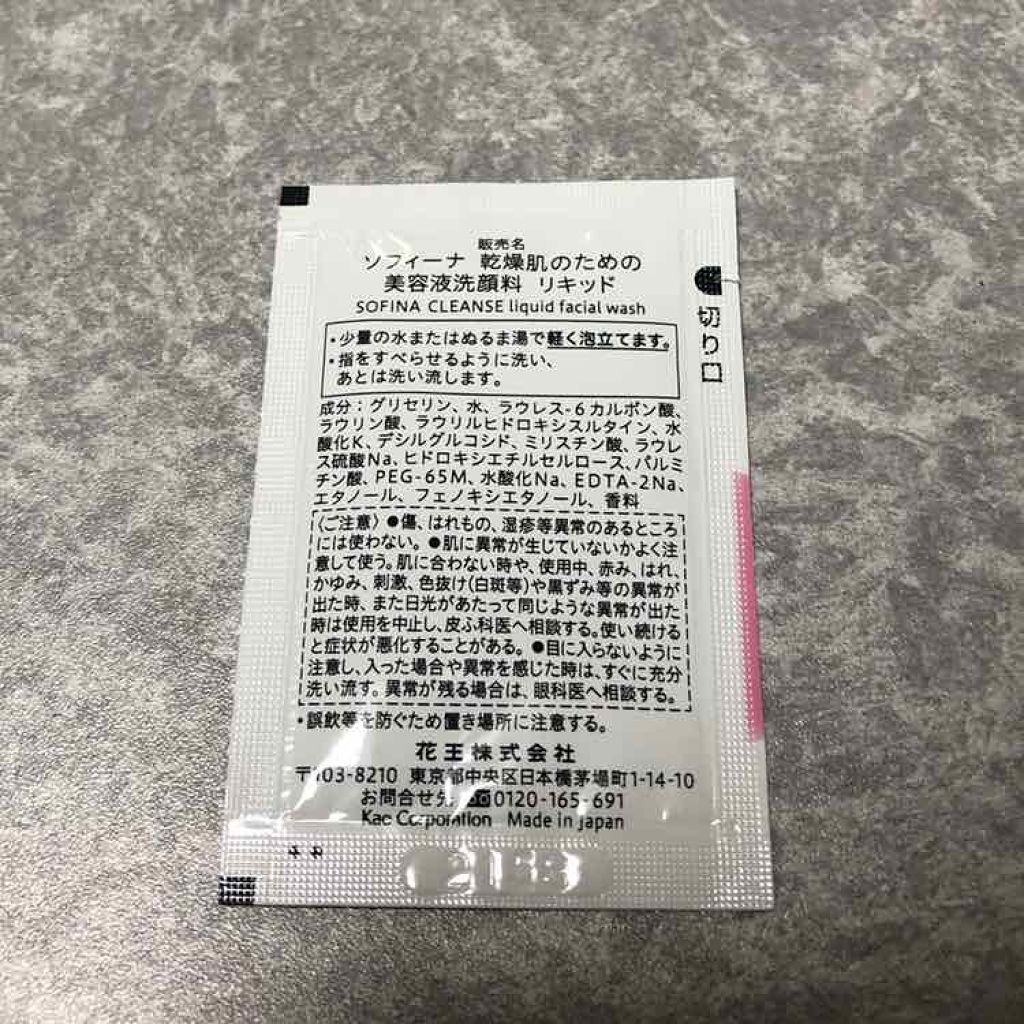 販売名
ソフィーナ 乾燥肌のための
美容液洗顔料 リキッド
SOFINA CLEANSE liquid facial wash
切り口
・少量の水またはぬるま湯で軽く泡立てます。
・指をすべらせるように洗い、
あとは洗い流します。
成分：グリセリン、水、ラウレス-6カルボン酸、
ラウリン酸、ラウリルヒドロキシスルタイン、水
酸化K、デシルグルコシド、ミリスチン酸、ラウレ
ス硫酸Na、ヒドロキシエチルセルロース、パルミ
チン酸、PEG-65M、水酸化Na、EDTA-2Na、
エタノール、フェノキシエタノール、香料
〈ご注意〉●傷、はれもの、湿疹等異常のあるところ
には使わない。●肌に異常が生じていないかよく注
意して使う。肌に合わない時や、使用中、赤み、はれ、
かゆみ、刺激、色抜け(白斑等)や黒ずみ等の異常が
出た時、また日光があたって同じような異常が出た
時は使用を中止し、皮ふ科医へ相談する。使い続ける
と症状が悪化することがある。●目に入らないように
注意し、入った場合や異常を感じた時は、すぐに充分
洗い流す。異常が残る場合は、眼科医へ相談する。
・誤飲等を防ぐため置き場所に注意する。
花王株式会社
〒103-8210 東京都中央区日本橋茅場町1-14-10
お問合せ先 0120-165-691
Kao Corporation Made in Japan